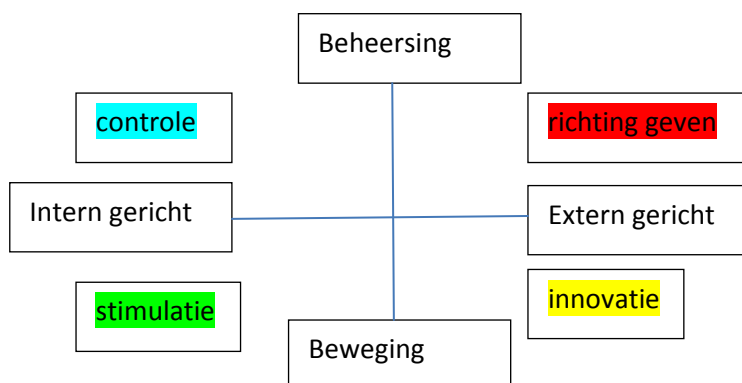 Beheersing
controle
richting geven
Intern gericht
Extern gericht
stimulatie
innovatie
Beweging